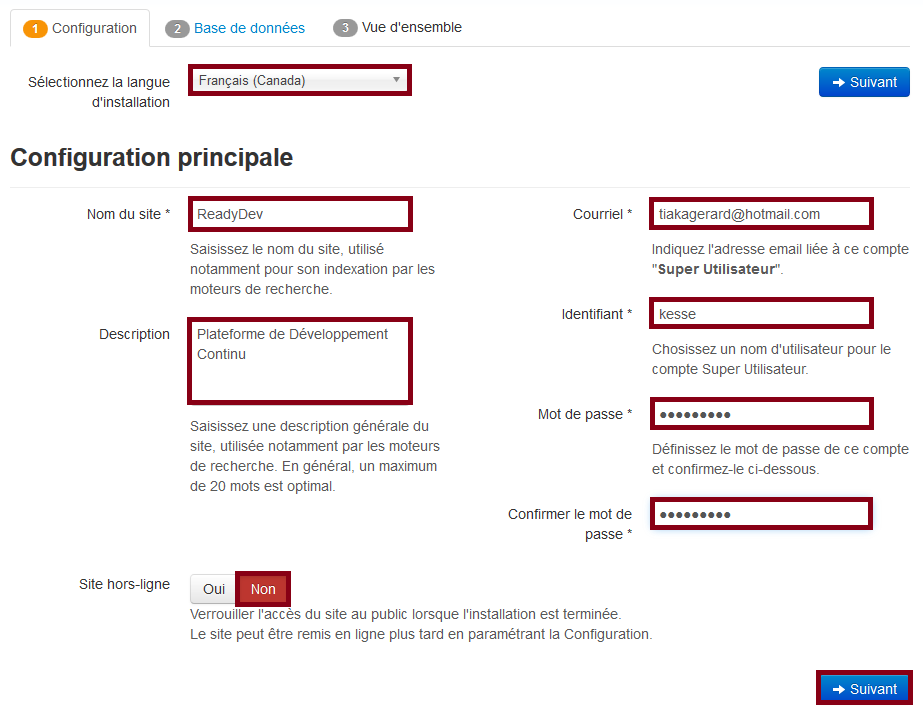 1 Configuration 2 Base de données 3 Vue d'ensemble
Sélectionnez la langue
d'installation
Français (Canada)
Suivant
Configuration principale
Nom du site *
ReadyDev
Saisissez le nom du site, utilisé
notamment pour son indexation par les
moteurs de recherche.
Description
Plateforme de Développement
Continu
Saisissez une description générale du
site, utilisée notamment par les moteurs
de recherche. En général, un maximum
de 20 mots est optimal.
Courriel *
tiakagerard@hotmail.com
Indiquez l'adresse email liée à ce compte
"Super Utilisateur".
Identifiant *
kesse
Chosissez un nom d'utilisateur pour le
compte Super Utilisateur.
Mot de passe *
●●●●●●●●●
Définissez le mot de passe de ce compte
et confirmez-le ci-dessous.
Confirmer le mot de
passe *
●●●●●●●●●
Site hors-ligne
Oui Non
Verrouiller l'accès du site au public lorsque l'installation est terminée.
Le site peut être remis en ligne plus tard en paramétrant la Configuration.
Suivant